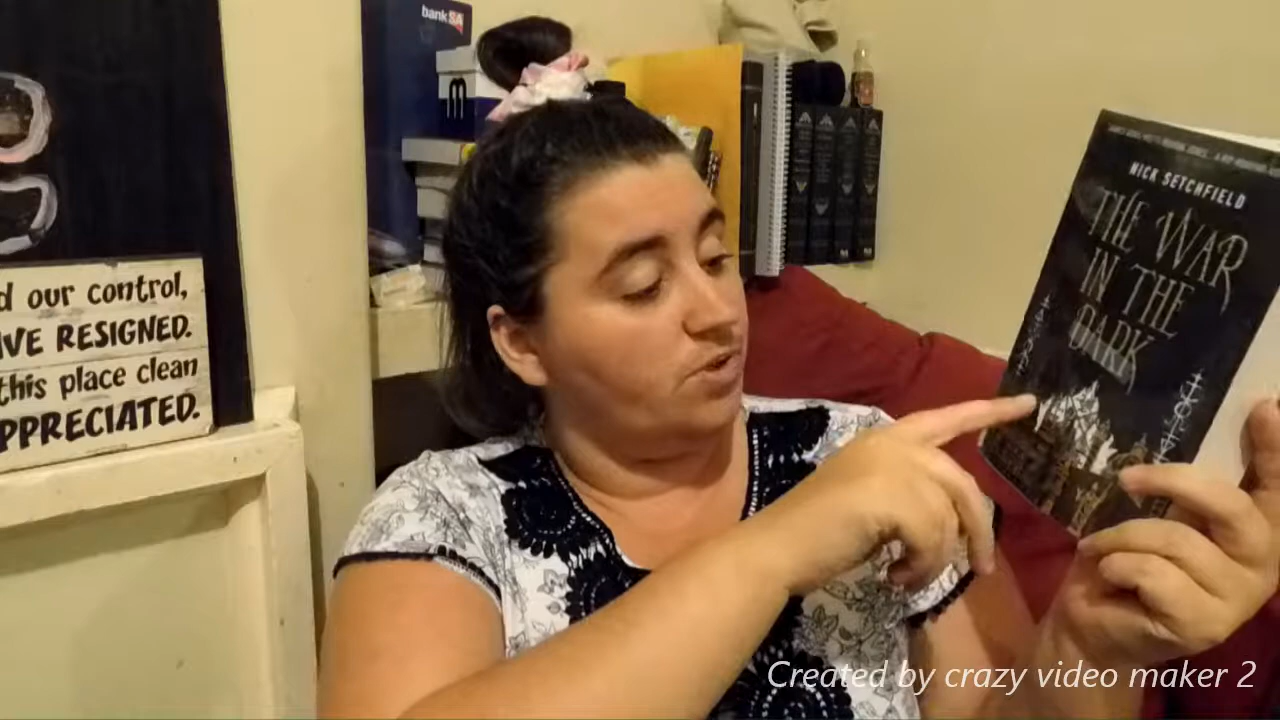 bankSA
d our control,
VE RESIGNED.
this place clean
PPRECIATED.
NICK SETCHFIELD
THE WAR
IN THE
DARK
Created by crazy video maker 2